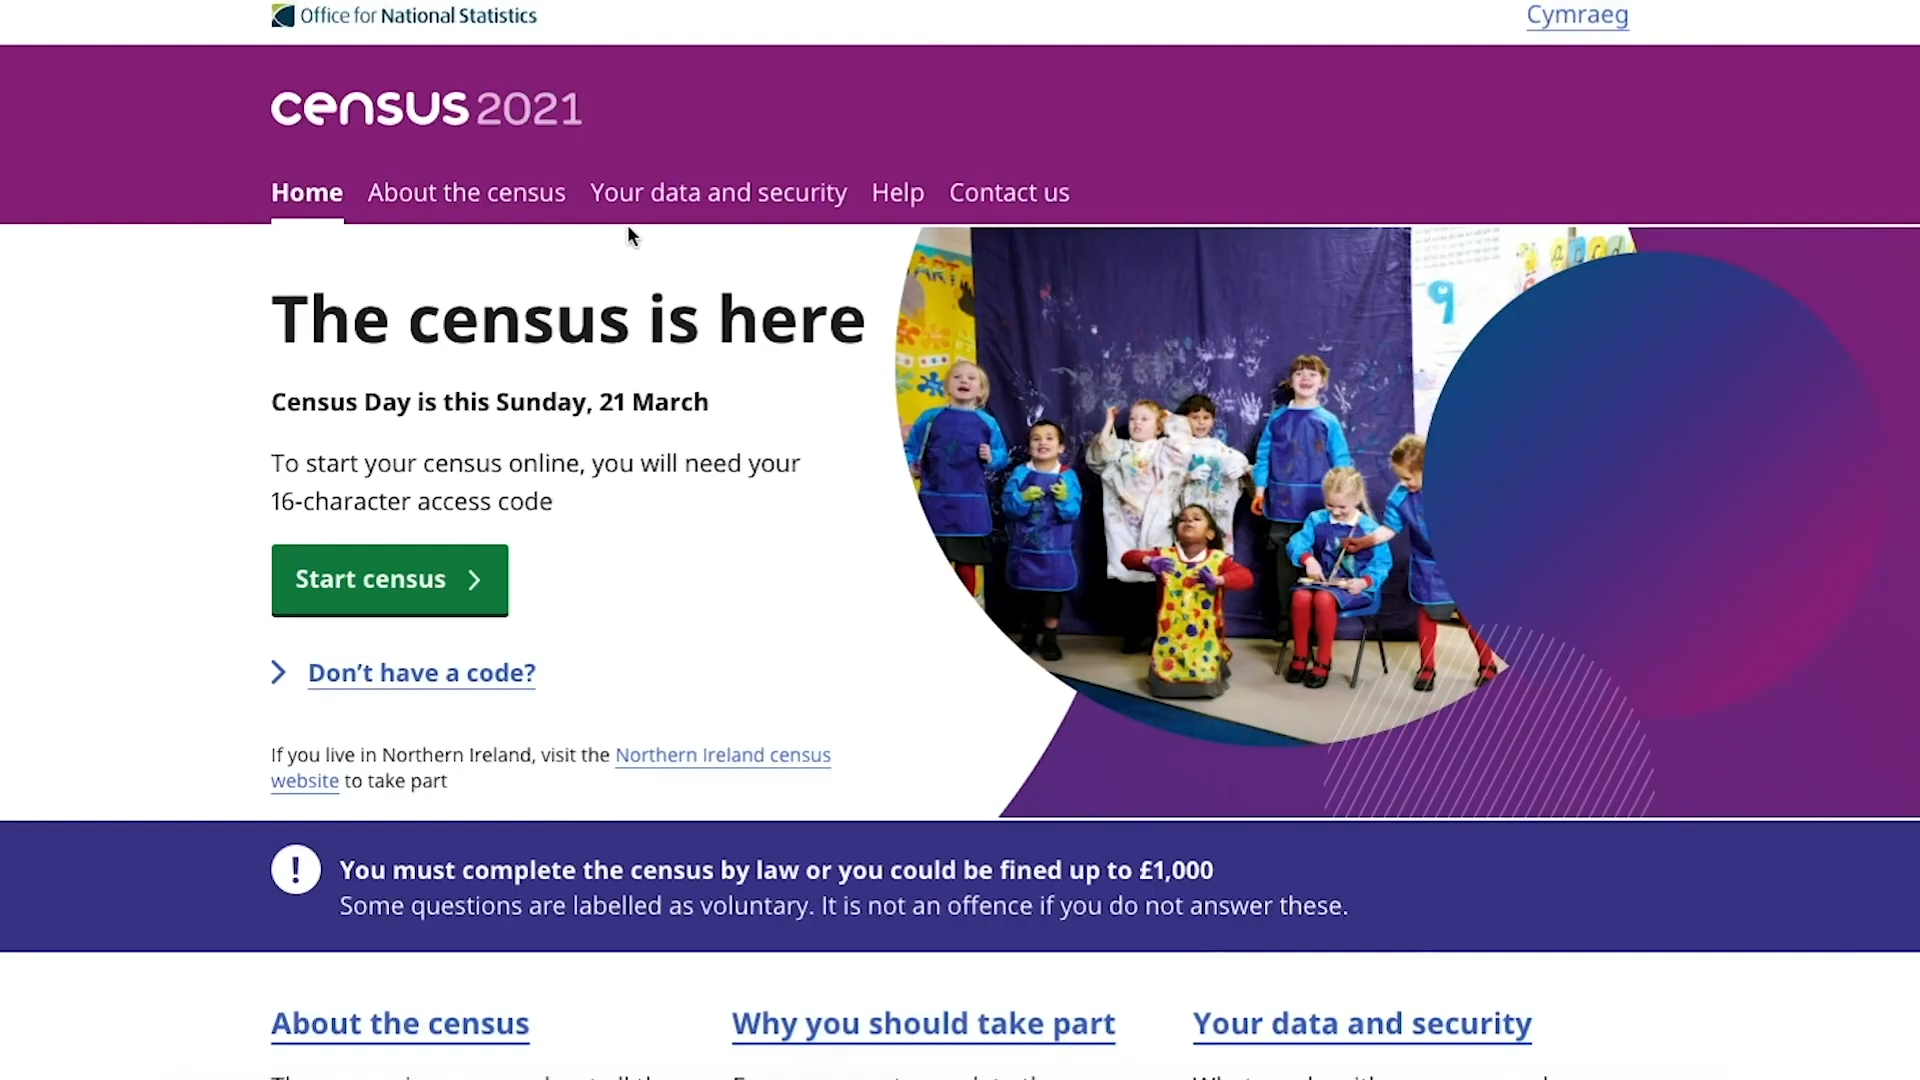 Office for National Statistics
Cymraeg
census 2021
Home About the census Your data and security Help Contact us
The census is here
Census Day is this Sunday, 21 March
To start your census online, you will need your
16-character access code
Start census
Don’t have a code?
If you live in Northern Ireland, visit the Northern Ireland census
website to take part
ART
9
a
d
!
You must complete the census by law or you could be fined up to £1,000
Some questions are labelled as voluntary. It is not an offence if you do not answer these.
About the census
Why you should take part
Your data and security